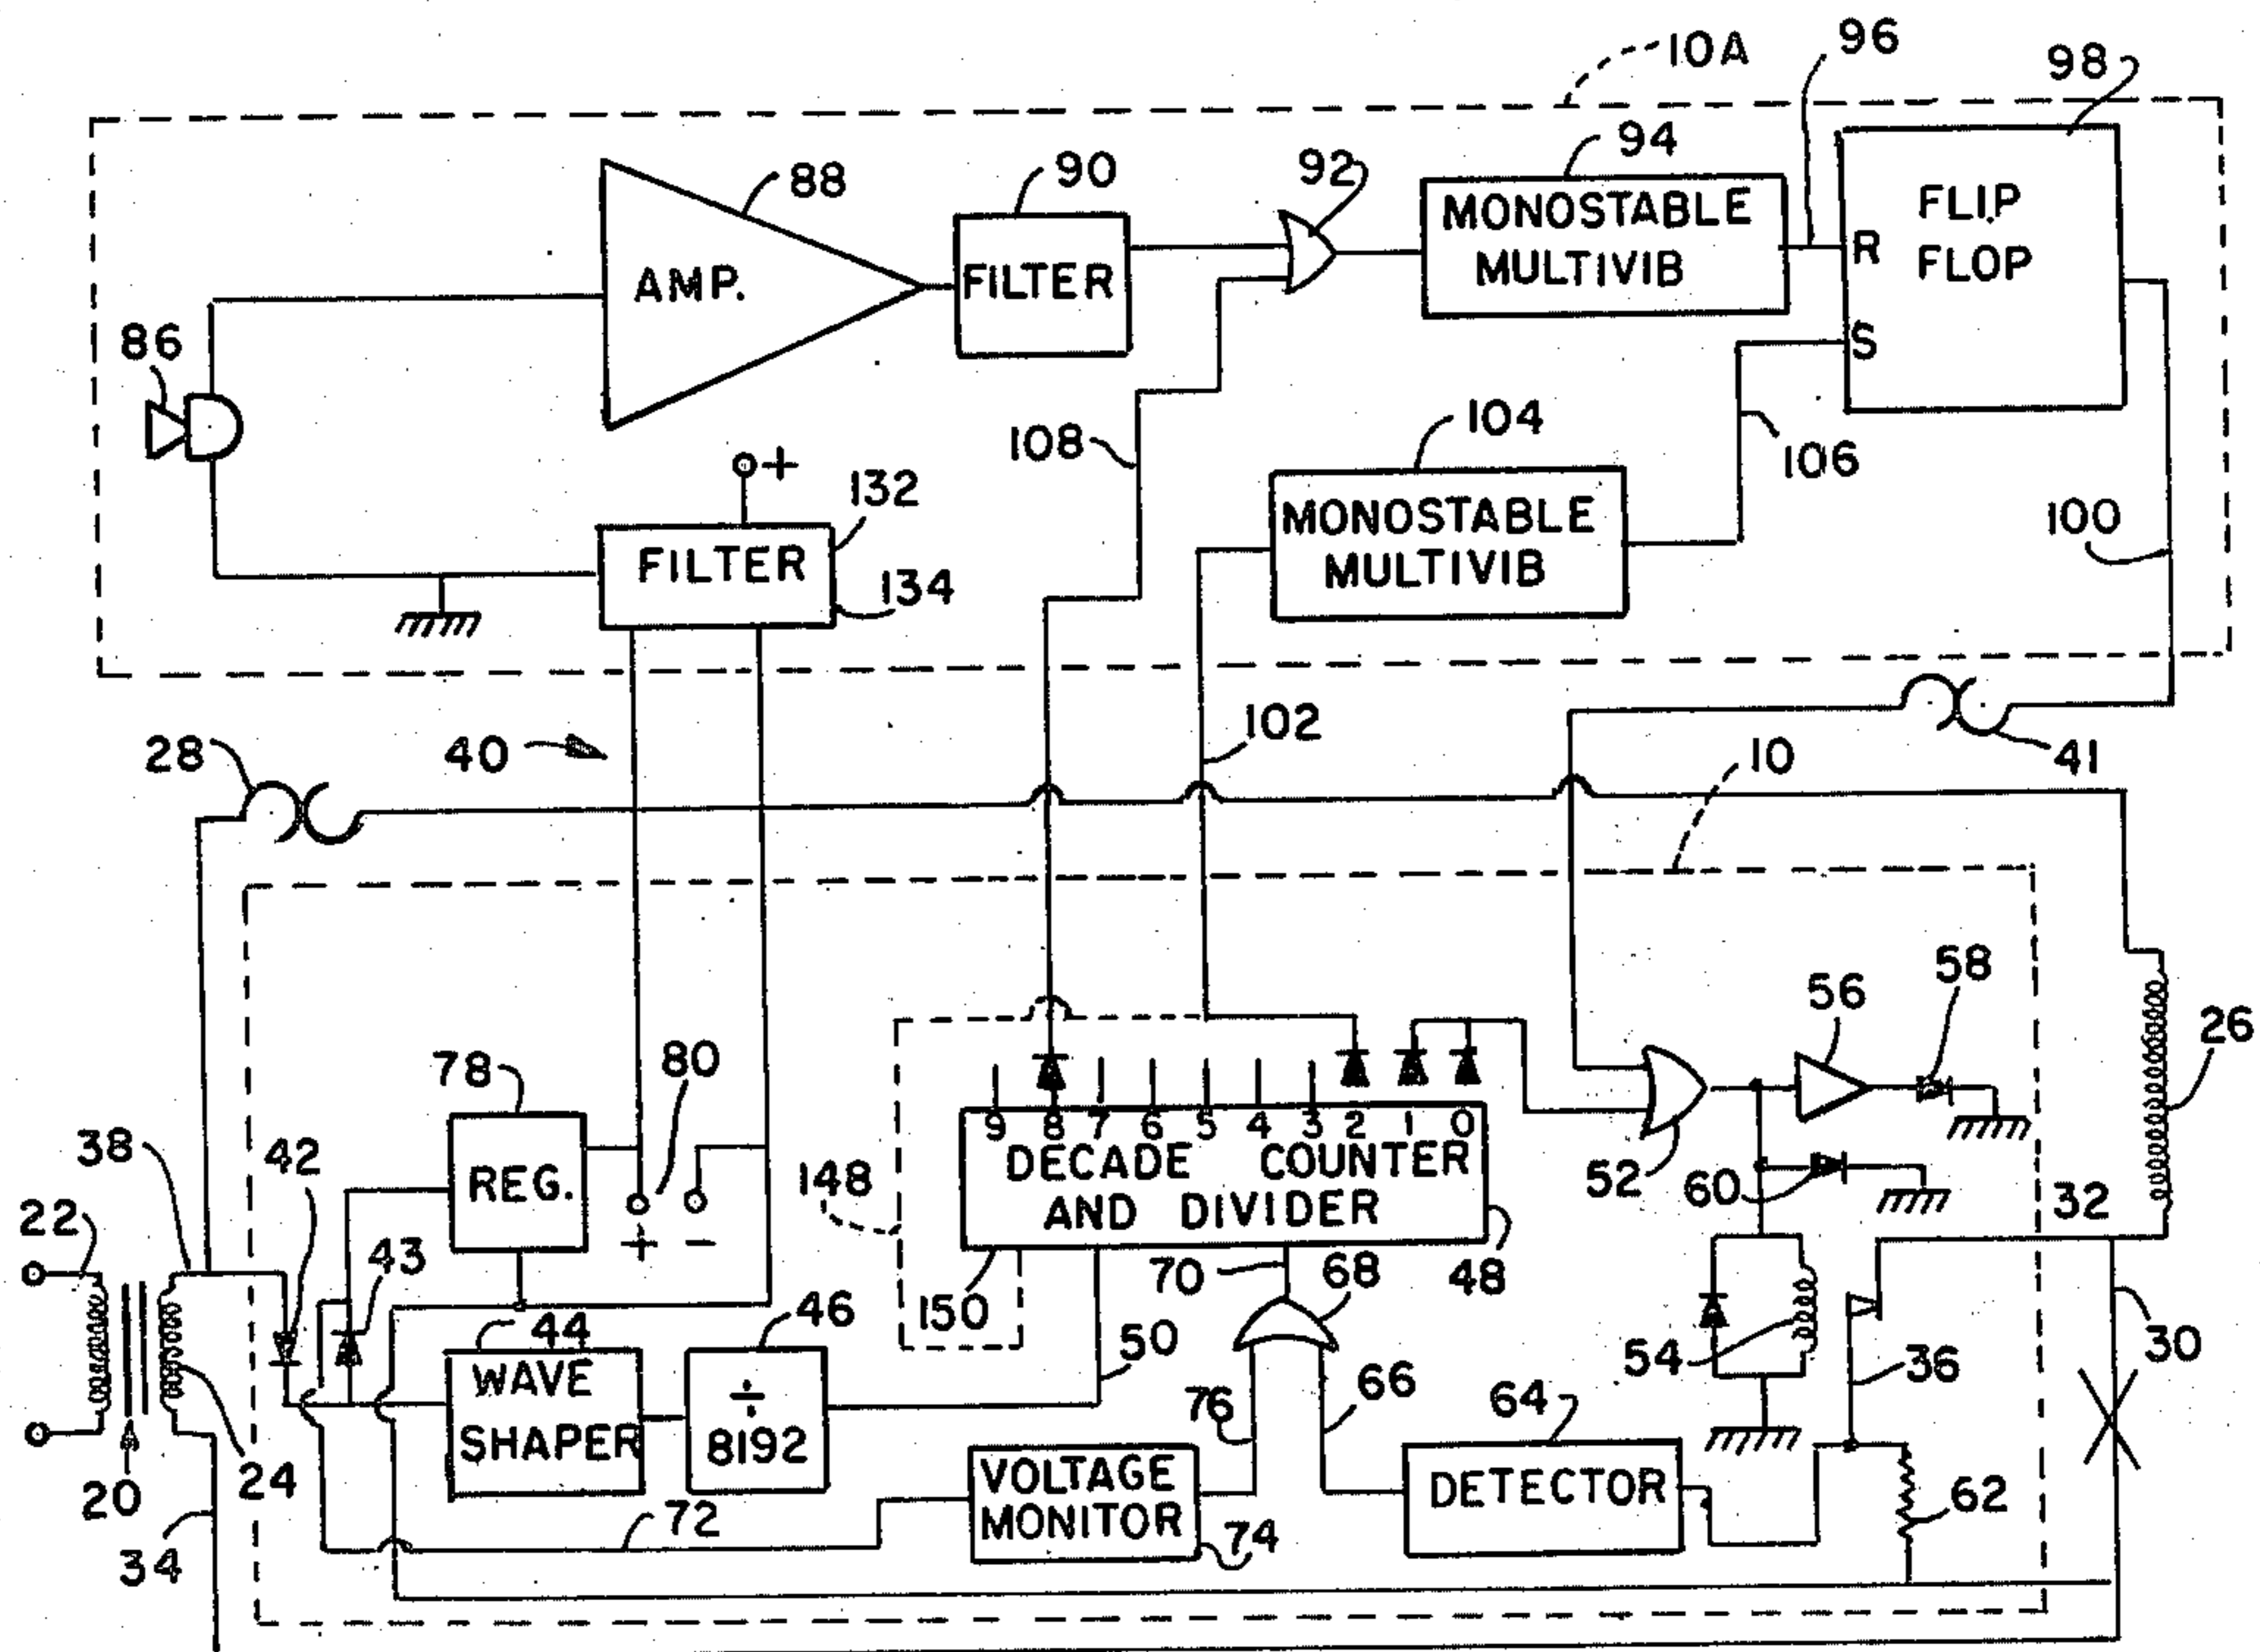 10A
96
98
88
90
92
94
MONOSTABLE
MULTIVIB
R
FLIP
FLOP
AMP.
FILTER
S
86
108
104
106
+
132
FILTER
134
MONOSTABLE
MULTIVIB
100
28
40
102
10
41
78
80
56
58
26
38
42
REG.
+ −
148
9 8 7 6 5 4 3 2 1 0
DECADE COUNTER
AND DIVIDER
52
60
32
22
43
150
70
68
48
44
46
50
54
36
30
WAVE
SHAPER
÷
8192
76
66
64
20
24
VOLTAGE
MONITOR
DETECTOR
62
34
72
74